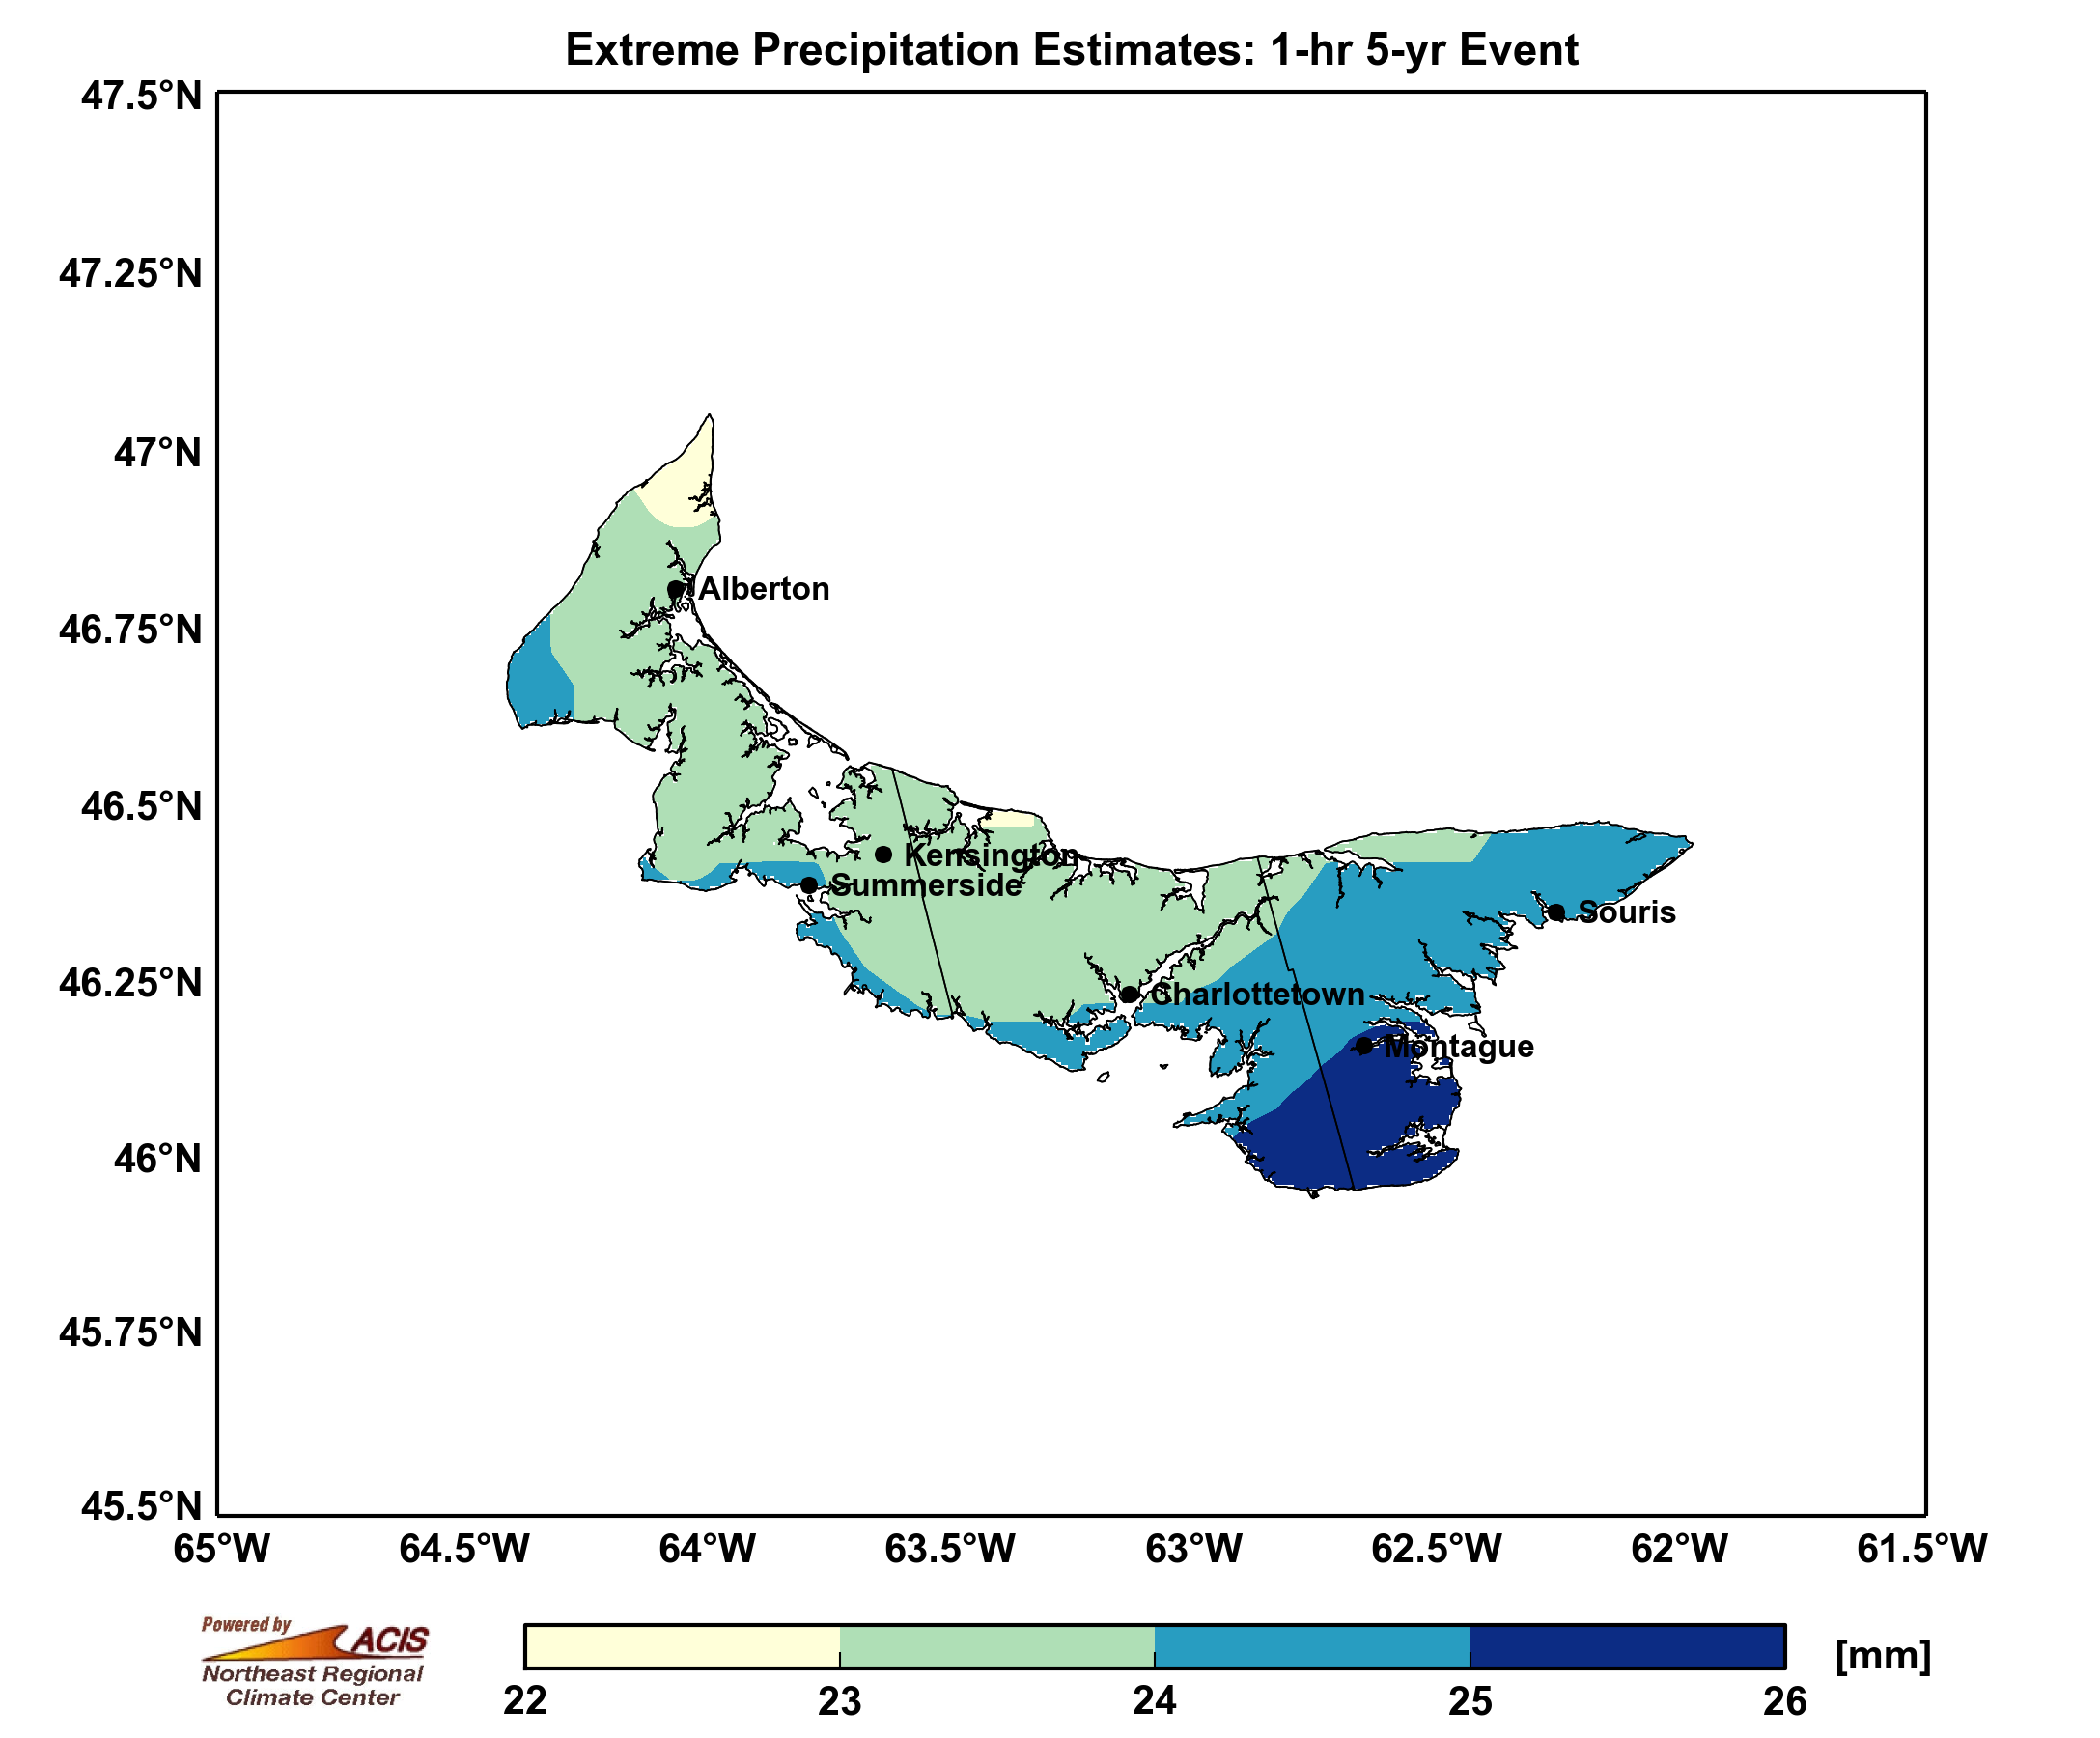 Extreme Precipitation Estimates: 1-hr 5-yr Event
47.5°N
47.25°N
47°N
46.75°N
46.5°N
46.25°N
46°N
45.75°N
45.5°N
Alberton
Kensington
Summerside
Souris
Charlottetown
Montague
65°W 64.5°W 64°W 63.5°W 63°W 62.5°W 62°W 61.5°W
Powered by
ACIS
Northeast Regional
Climate Center
[mm]
22 23 24 25 26